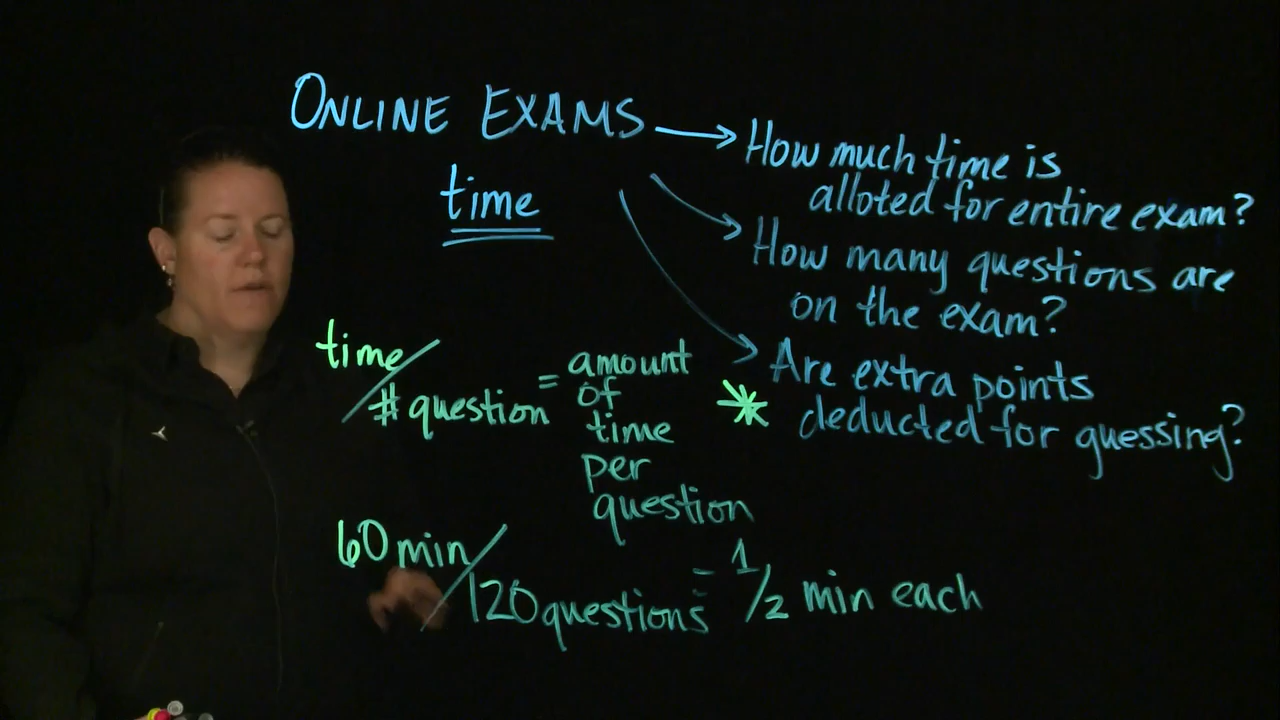 ONLINE EXAMS
time
How much time is
alloted for entire exam?
How many questions are
on the exam?
Are extra points
deducted for guessing?
time/
# question = amount
of
time
per
question
60 min/
120 questions = 1/2 min each